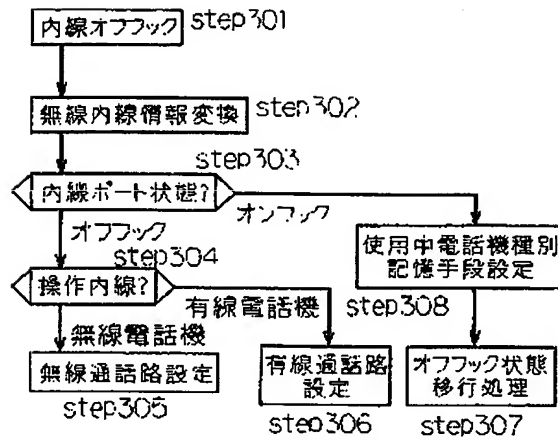 内線オフフック step301
無線内線情報変換 step302
step303
内線ポート状態?
オンフック
オフフック
step304
使用中電話機種別
記憶手段設定
操作内線?
有線電話機
step308
無線電話機
無線通話路設定
step305
有線通話路
設定
step306
オフフック状態
移行処理
step307